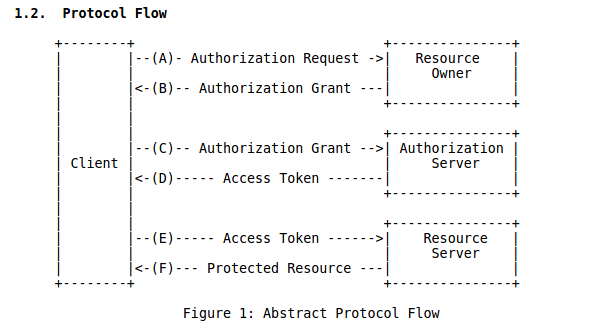 1.2.  Protocol Flow
+--------+                               +---------------+
|        |--(A)- Authorization Request ->|   Resource    |
|        |                               |     Owner     |
|        |<-(B)-- Authorization Grant ---|               |
|        |                               +---------------+
|        |
|        |                               +---------------+
|        |--(C)-- Authorization Grant -->| Authorization |
| Client |                               |     Server    |
|        |<-(D)----- Access Token -------|               |
|        |                               +---------------+
|        |
|        |                               +---------------+
|        |--(E)----- Access Token ------>|    Resource   |
|        |                               |     Server    |
|        |<-(F)--- Protected Resource ---|               |
+--------+                               +---------------+
Figure 1: Abstract Protocol Flow